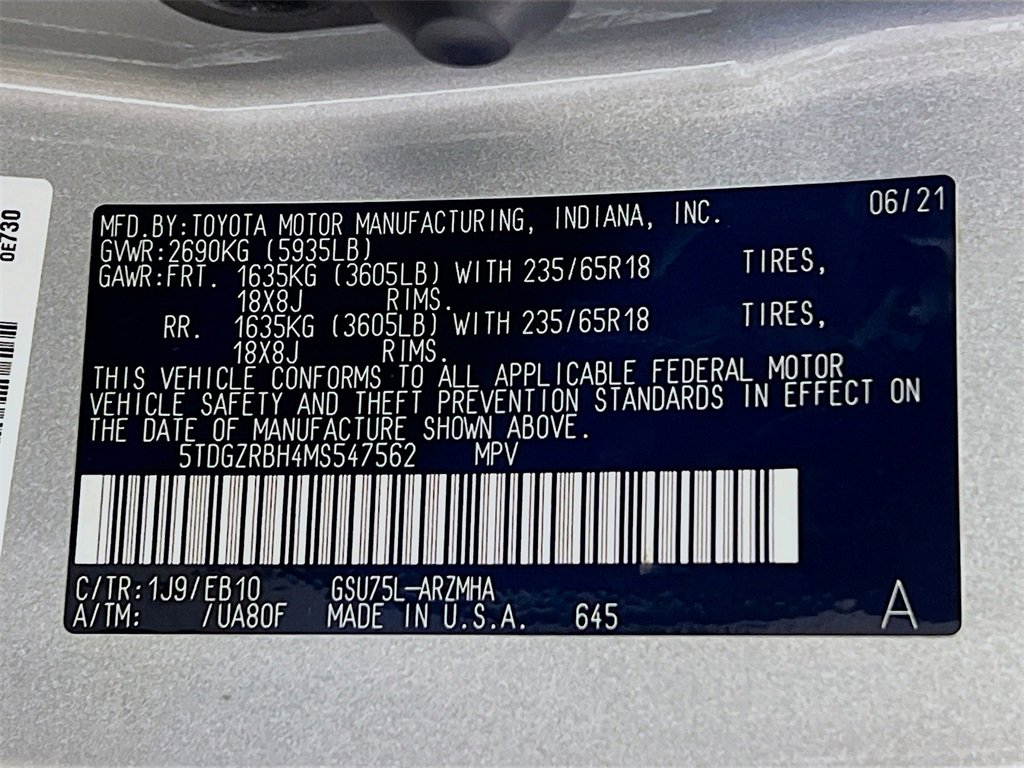 MFD.BY:TOYOTA MOTOR MANUFACTURING, INDIANA, INC. 06/21
GVWR:2690KG (5935LB)
GAWR:FRT. 1635KG (3605LB) WITH 235/65R18 TIRES,
18X8J RIMS.
RR. 1635KG (3605LB) WITH 235/65R18 TIRES,
18X8J RIMS.
THIS VEHICLE CONFORMS TO ALL APPLICABLE FEDERAL MOTOR
VEHICLE SAFETY AND THEFT PREVENTION STANDARDS IN EFFECT ON
THE DATE OF MANUFACTURE SHOWN ABOVE.
5TDGZRBH4MS547562 MPV
C/TR:1J9/EB10 GSU75L-ARZMHA
A/TM: /UA80F MADE IN U.S.A. 645 A
0E730